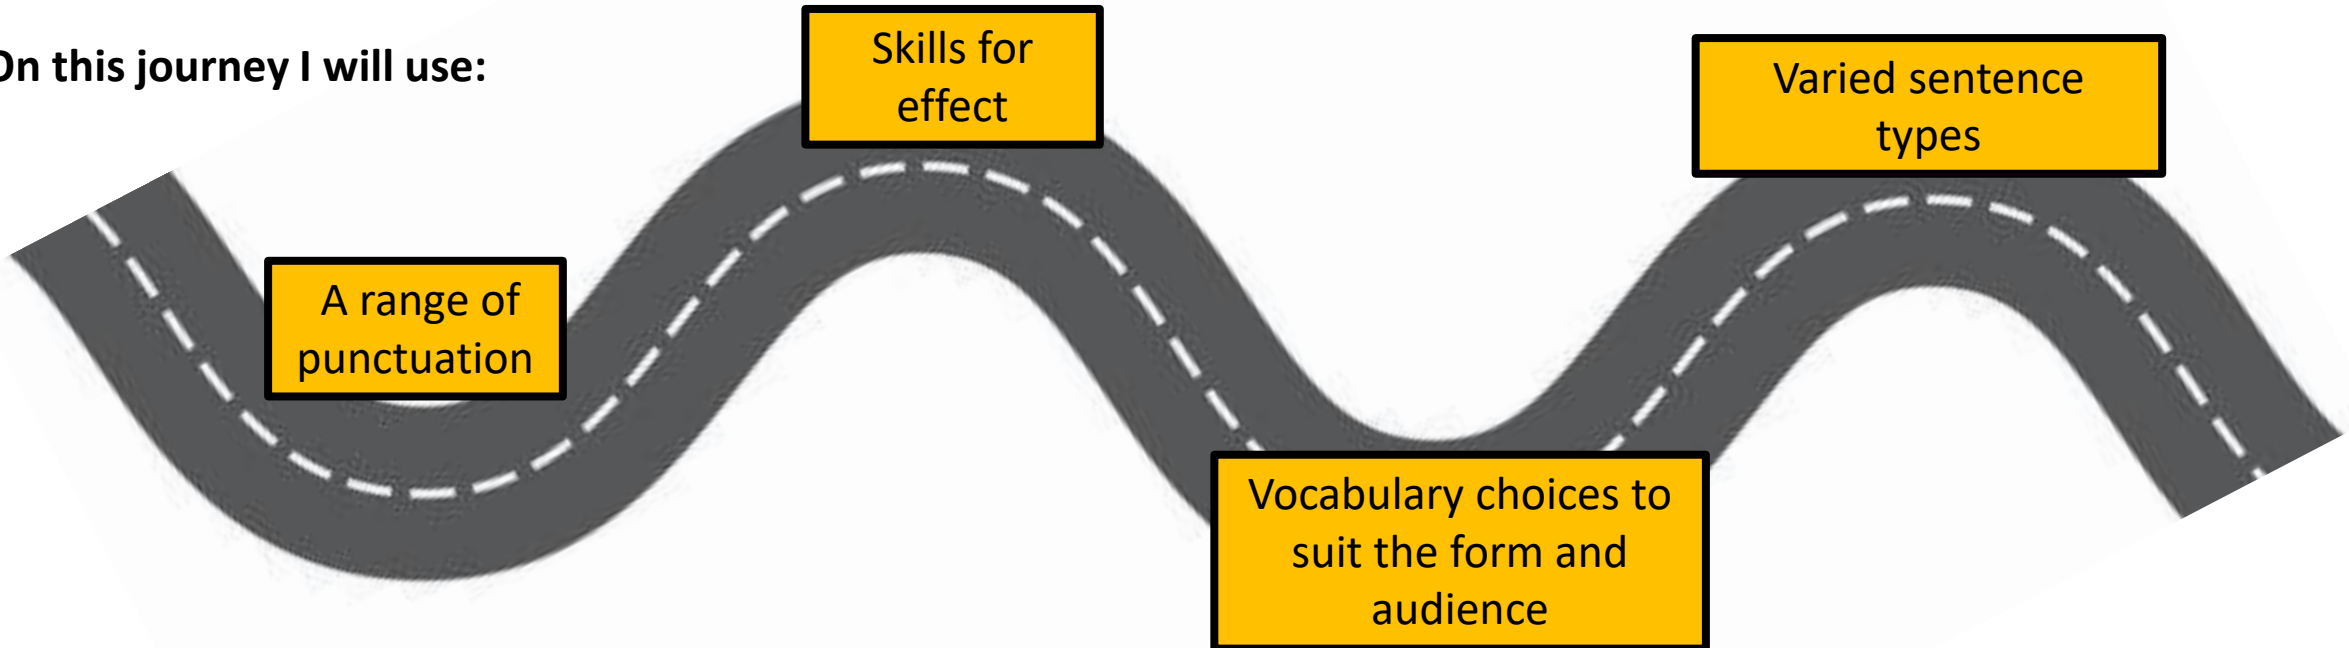 On this journey I will use:
Skills for
effect
Varied sentence
types
A range of
punctuation
Vocabulary choices to
suit the form and
audience